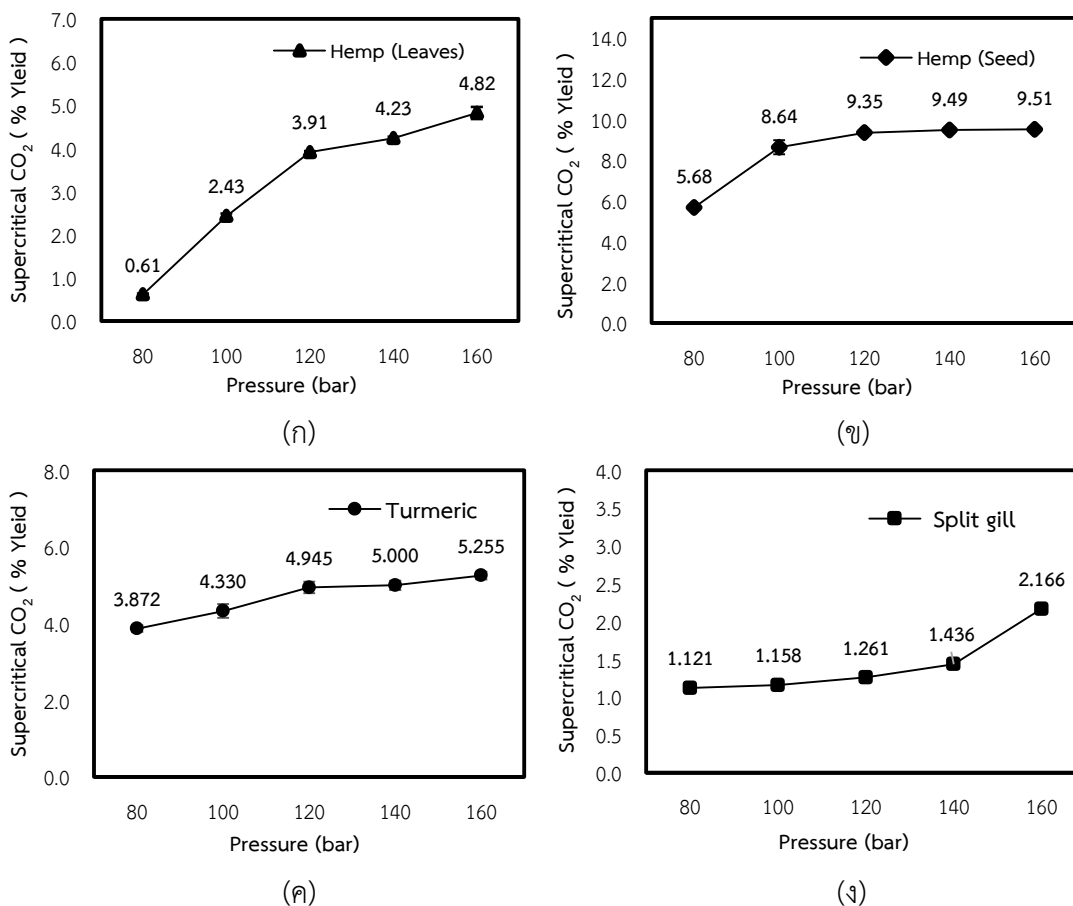 7.0
6.0
5.0
4.0
3.0
2.0
1.0
0.0
Supercritical CO2 ( % Yleid )
Hemp (Leaves)
0.61
2.43
3.91
4.23
4.82
80 100 120 140 160
Pressure (bar)
(ก)
14.0
12.0
10.0
8.0
6.0
4.0
2.0
0.0
Supercritical CO2 ( % Yleid )
Hemp (Seed)
5.68
8.64
9.35
9.49
9.51
80 100 120 140 160
Pressure (bar)
(ข)
8.0
6.0
4.0
2.0
0.0
Supercritical CO2 ( % Yleid )
Turmeric
3.872
4.330
4.945
5.000
5.255
80 100 120 140 160
Pressure (bar)
(ค)
4.0
3.5
3.0
2.5
2.0
1.5
1.0
0.5
0.0
Supercritical CO2 ( % Yleid )
Split gill
1.121
1.158
1.261
1.436
2.166
80 100 120 140 160
Pressure (bar)
(ง)